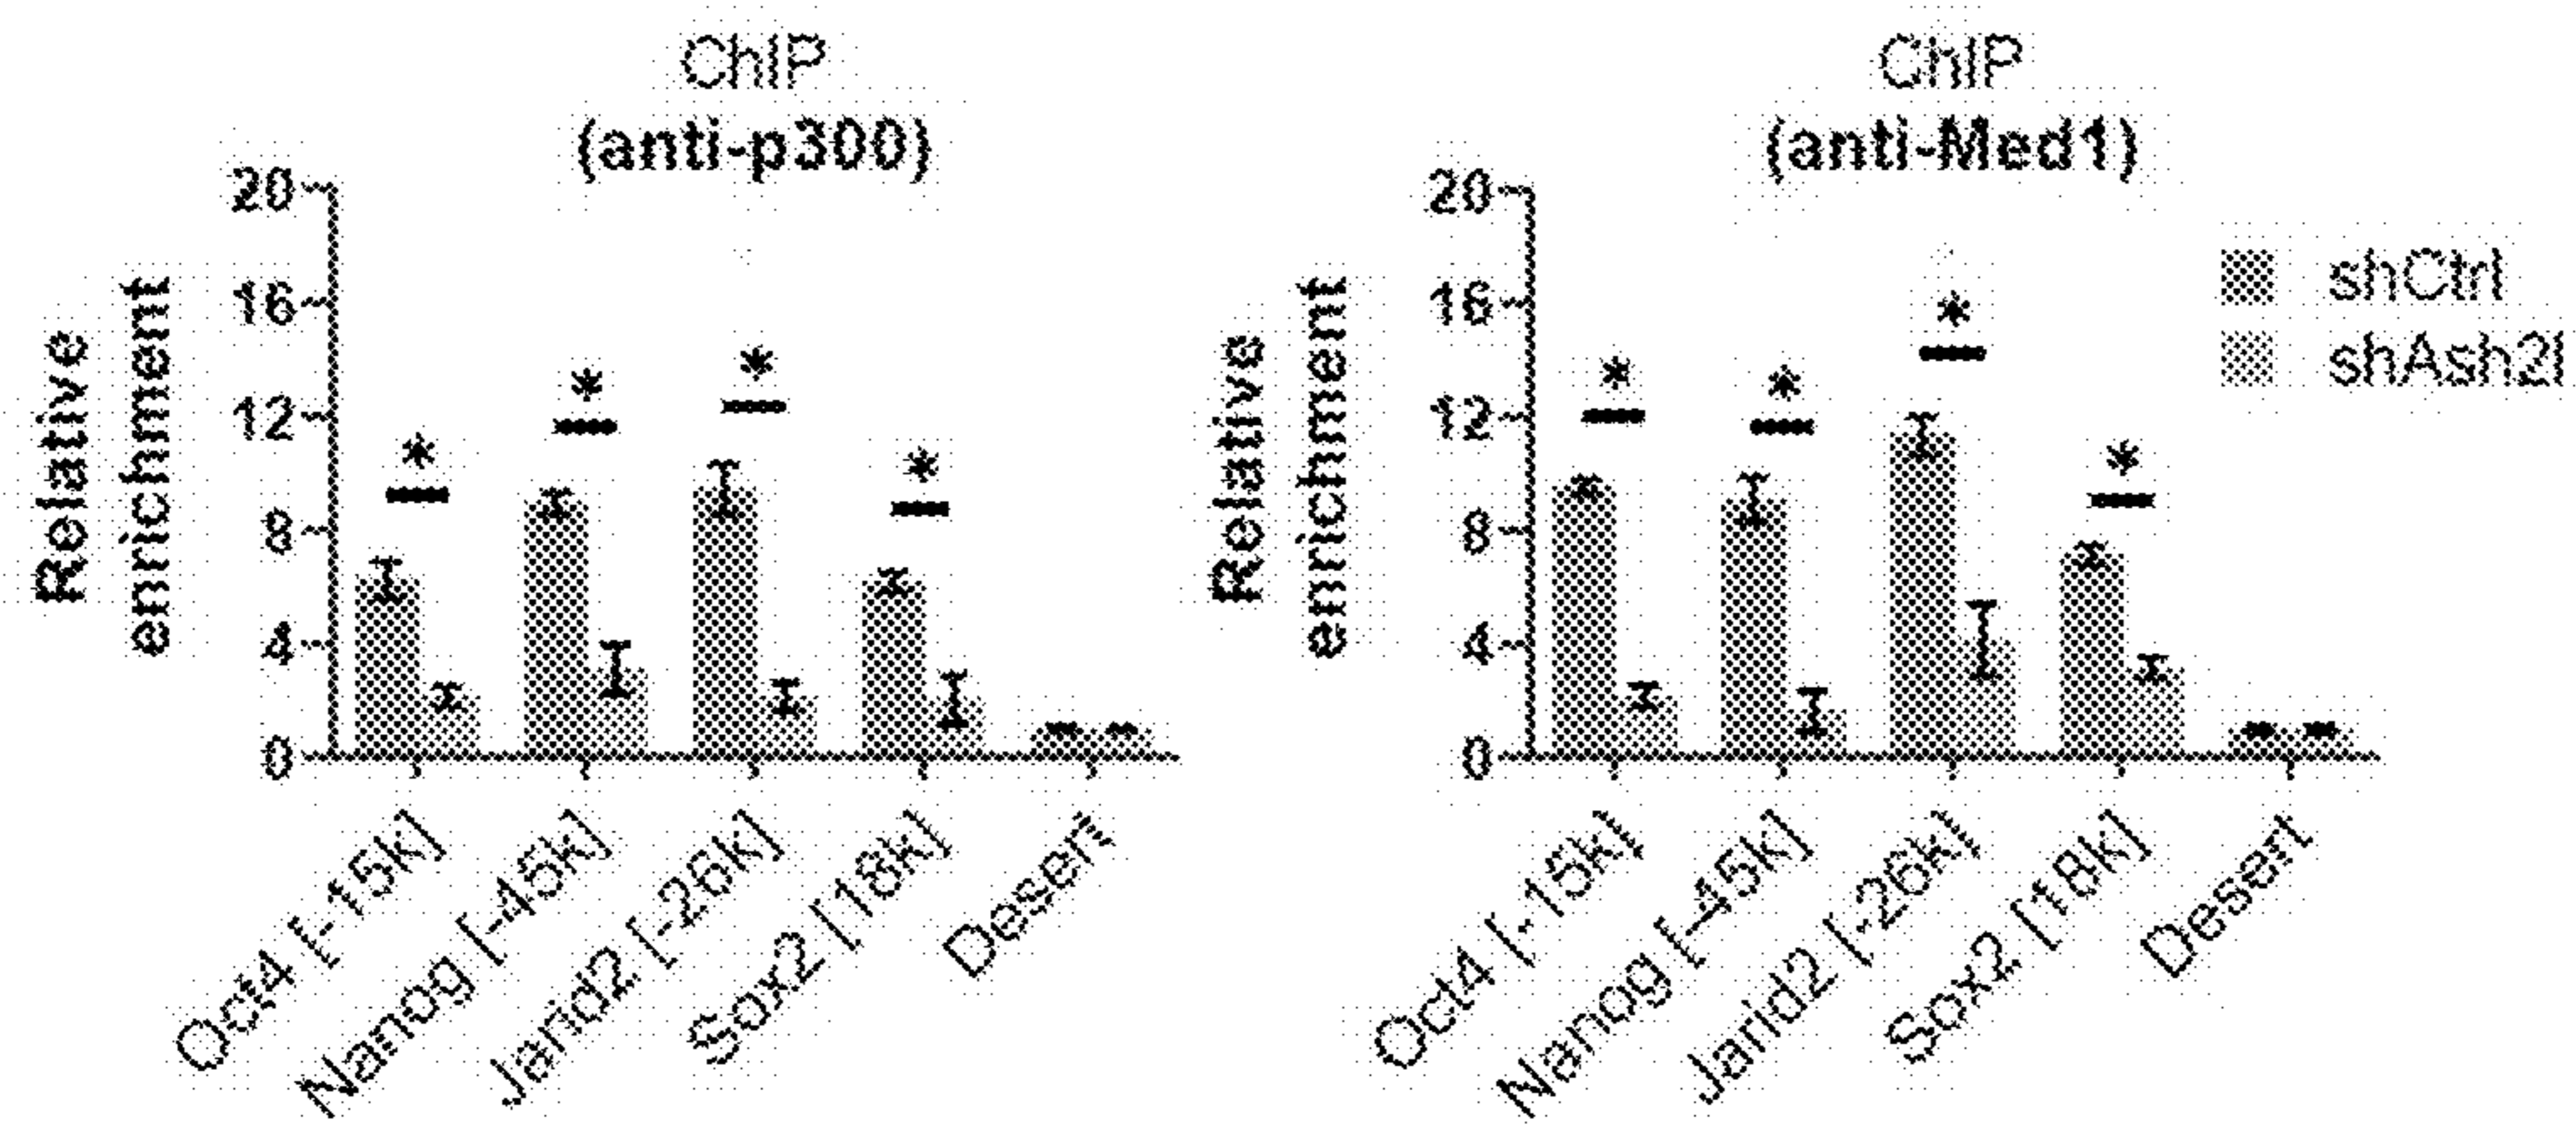 ChIP
(anti-p300)
Relative
enrichment
20
16
12
8
4
0
*
*
*
*
Oct4 [-15k]
Nanog [-45k]
Jarid2 [-26k]
Sox2 [18k]
Desert
ChIP
(anti-Med1)
Relative
enrichment
20
16
12
8
4
0
*
*
*
*
Oct4 [-15k]
Nanog [-45k]
Jarid2 [-26k]
Sox2 [18k]
Desert
shCtrl
shAsh2l